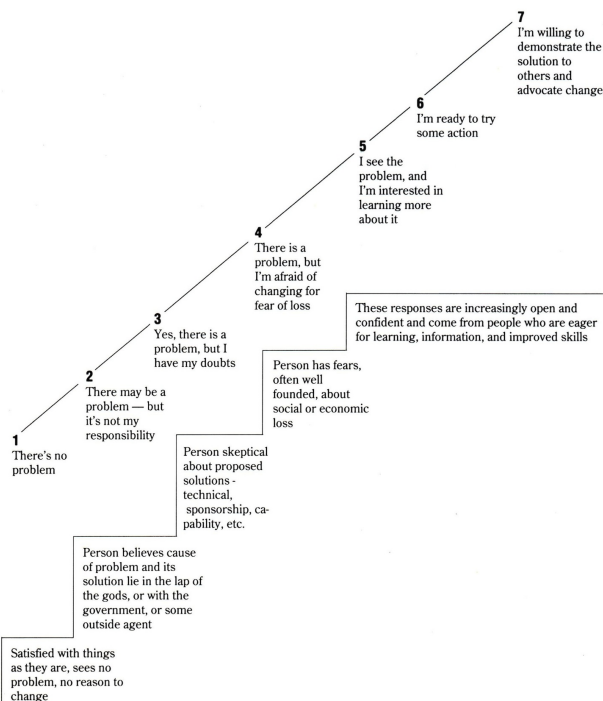 7
I'm willing to
demonstrate the
solution to
others and
advocate change
6
I'm ready to try
some action
5
I see the
problem, and
I'm interested in
learning more
about it
4
There is a
problem, but
I'm afraid of
changing for
fear of loss
3
Yes, there is a
problem, but I
have my doubts
2
There may be a
problem — but
it's not my
responsibility
1
There's no
problem
These responses are increasingly open and
confident and come from people who are eager
for learning, information, and improved skills
Person has fears,
often well
founded, about
social or economic
loss
Person skeptical
about proposed
solutions -
technical,
sponsorship, ca-
pability, etc.
Person believes cause
of problem and its
solution lie in the lap of
the gods, or with the
government, or some
outside agent
Satisfied with things
as they are, sees no
problem, no reason to
change